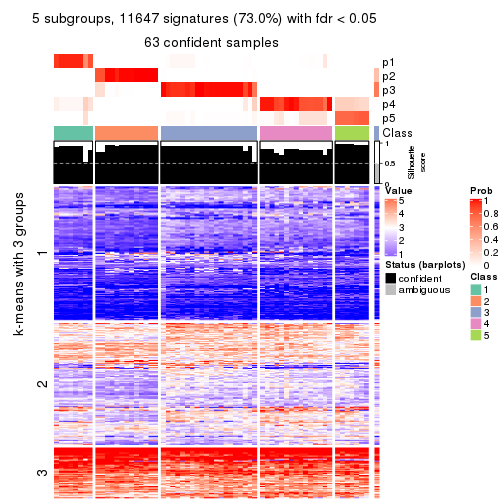 5 subgroups, 11647 signatures (73.0%) with fdr < 0.05
63 confident samples
p1
p2
p3
p4
p5
Class
1
0.5
0
Silhouette
score
k-means with 3 groups
1
2
3
Value
5
4
3
2
1
Status (barplots)
confident
ambiguous
Prob
1
0.8
0.6
0.4
0.2
0
Class
1
2
3
4
5